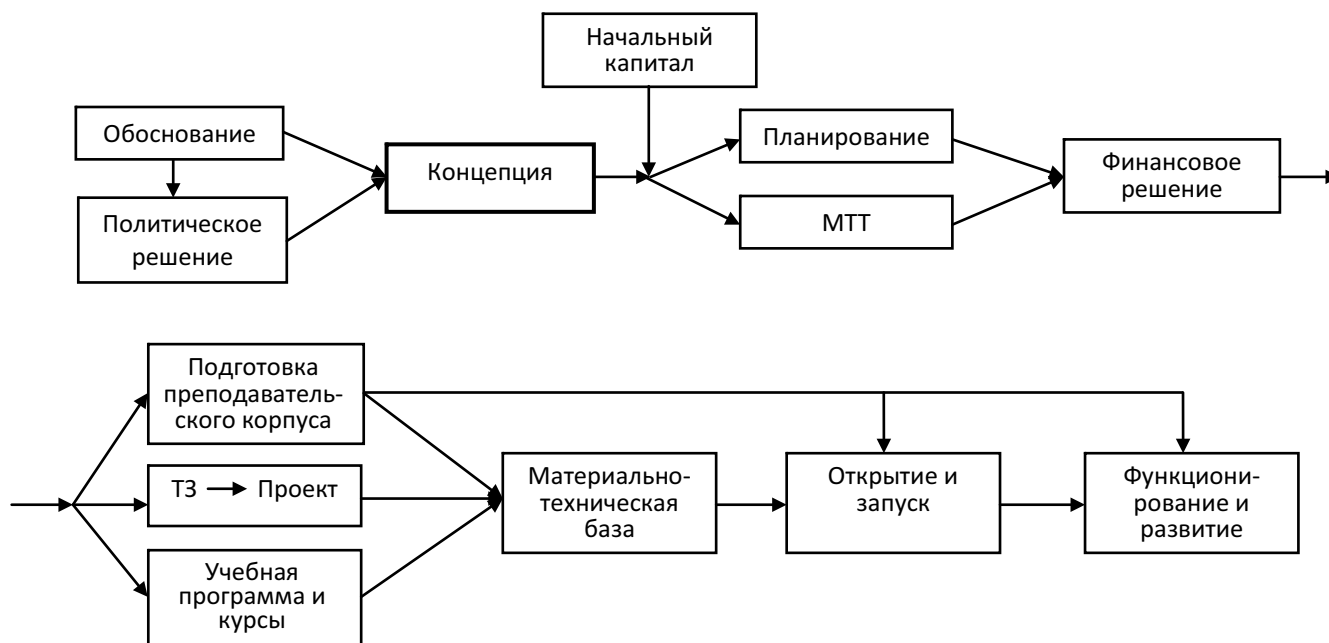 Начальный
капитал
Обоснование
Политическое
решение
Концепция
Планирование
МТТ
Финансовое
решение
Подготовка
преподаватель-
ского корпуса
ТЗ Проект
Учебная
программа и
курсы
Материально-
техническая
база
Открытие и
запуск
Функциони-
рование и
развитие